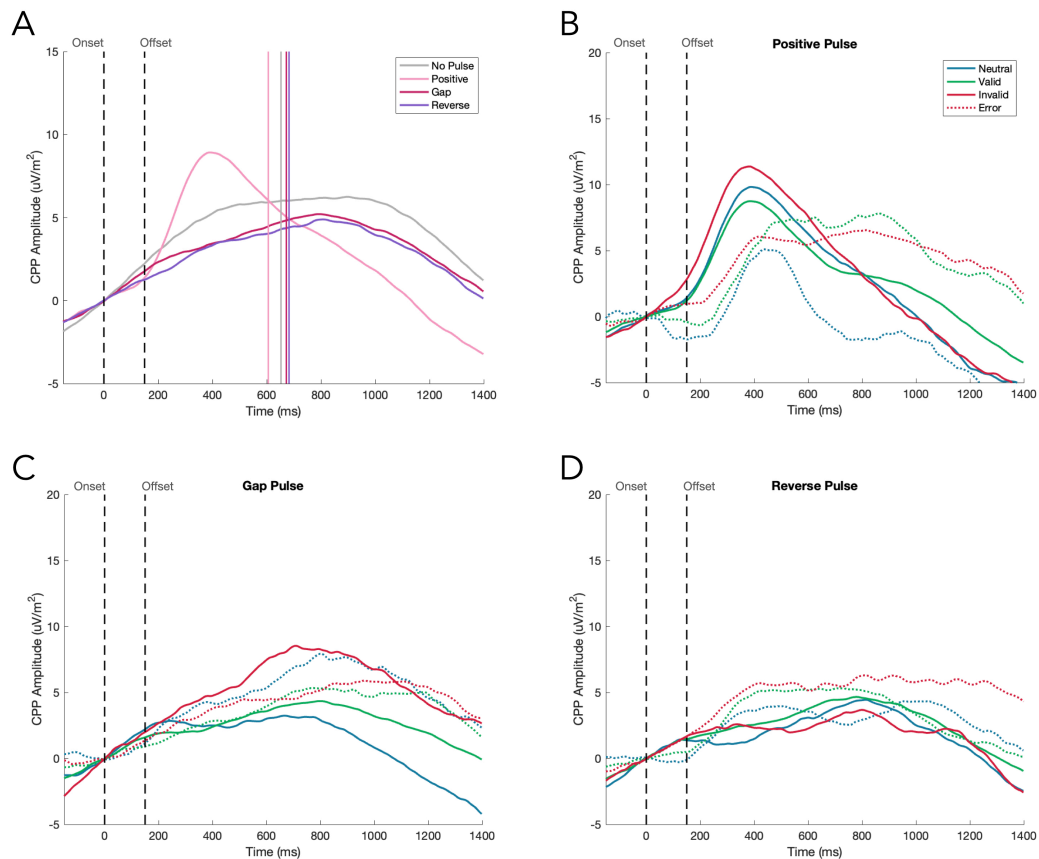 A
Onset
Offset
No Pulse
Positive
Gap
Reverse
CPP Amplitude (uV/m²)
15
10
5
0
-5
0 200 400 600 800 1000 1200 1400
Time (ms)
B
Onset
Offset
Positive Pulse
Neutral
Valid
Invalid
Error
CPP Amplitude (uV/m²)
20
15
10
5
0
-5
0 200 400 600 800 1000 1200 1400
Time (ms)
C
Onset
Offset
Gap Pulse
CPP Amplitude (uV/m²)
20
15
10
5
0
-5
0 200 400 600 800 1000 1200 1400
Time (ms)
D
Onset
Offset
Reverse Pulse
CPP Amplitude (uV/m²)
20
15
10
5
0
-5
0 200 400 600 800 1000 1200 1400
Time (ms)